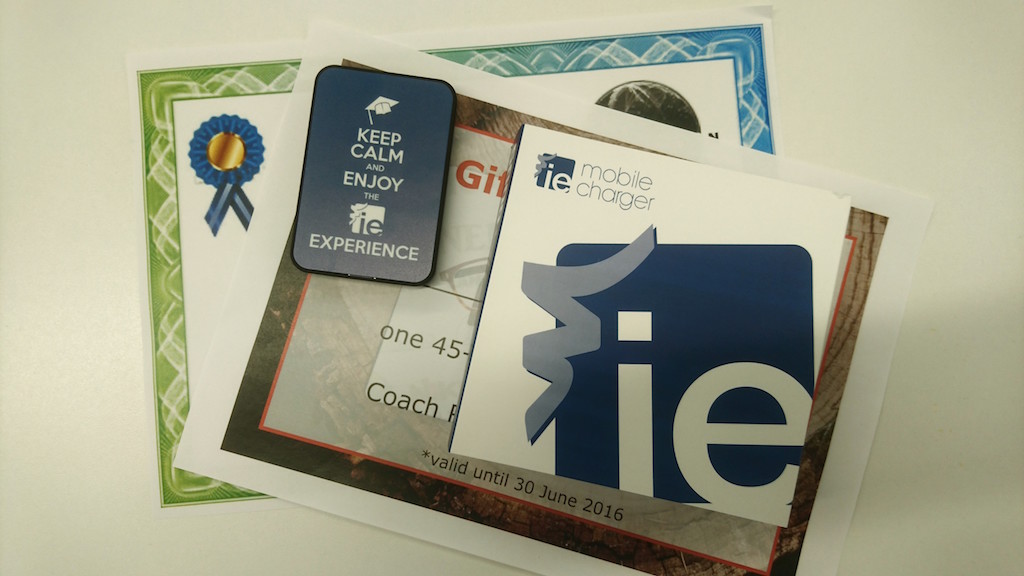 KEEP
CALM
AND
ENJOY
THE
ie
EXPERIENCE
ie mobile
charger
ie
one 45-
Coach
*valid until 30 June 2016